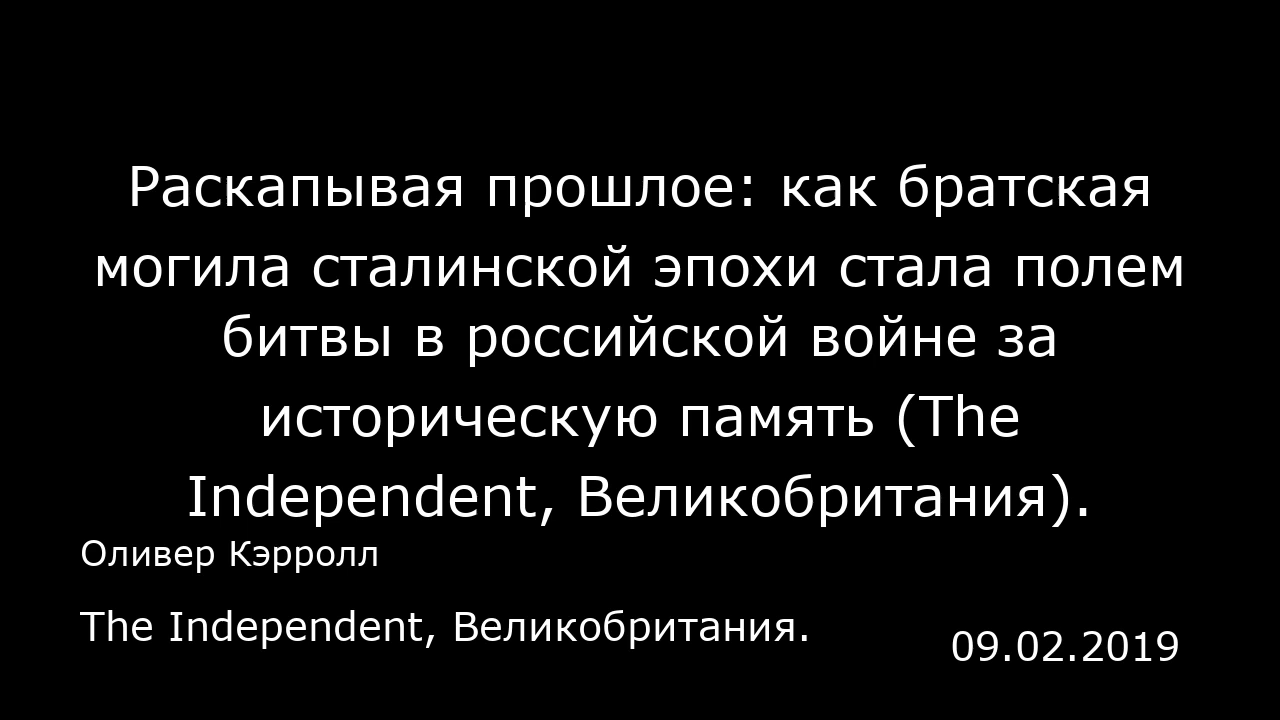 Раскапывая прошлое: как братская
могила сталинской эпохи стала полем
битвы в российской войне за
историческую память (The
Independent, Великобритания).
Оливер Кэрролл
The Independent, Великобритания.
09.02.2019